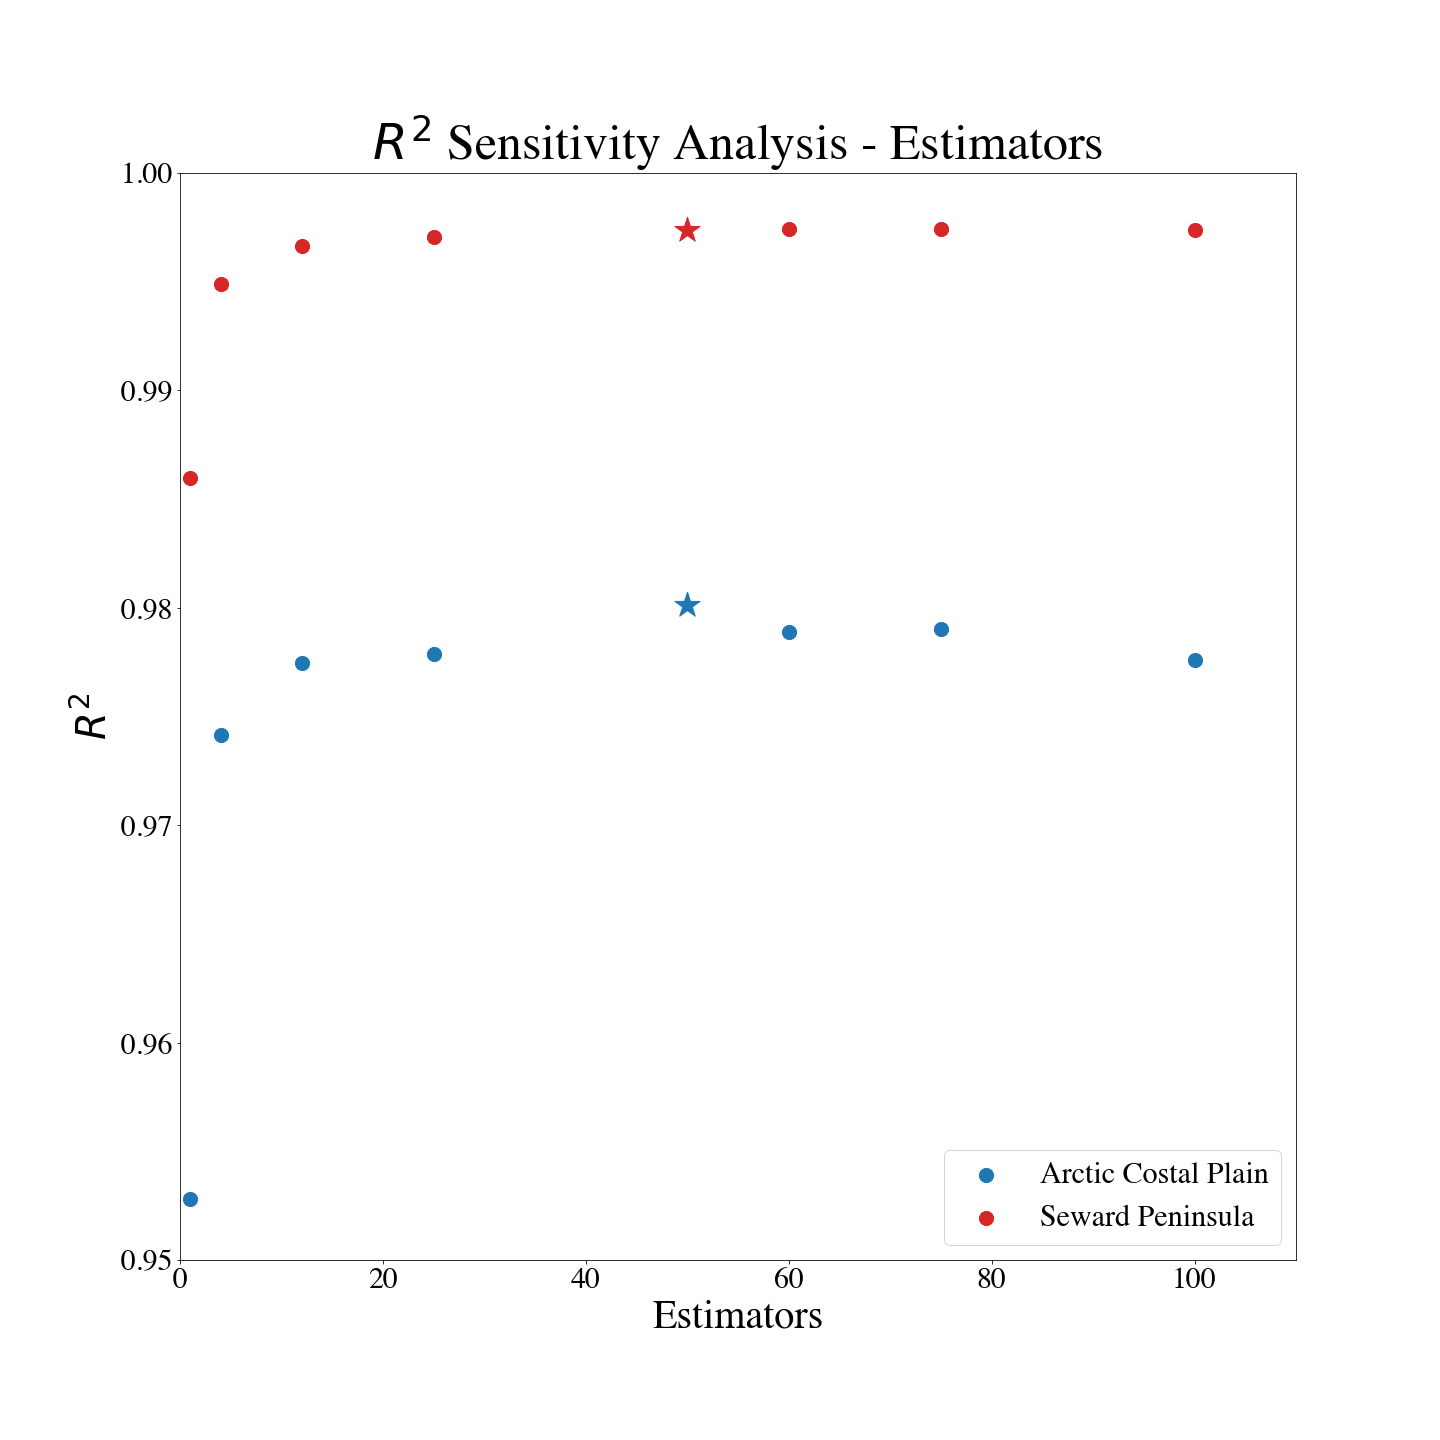 R² Sensitivity Analysis - Estimators
1.00
0.99
0.98
0.97
0.96
0.95
R²
0 20 40 60 80 100
Estimators
Arctic Costal Plain
Seward Peninsula